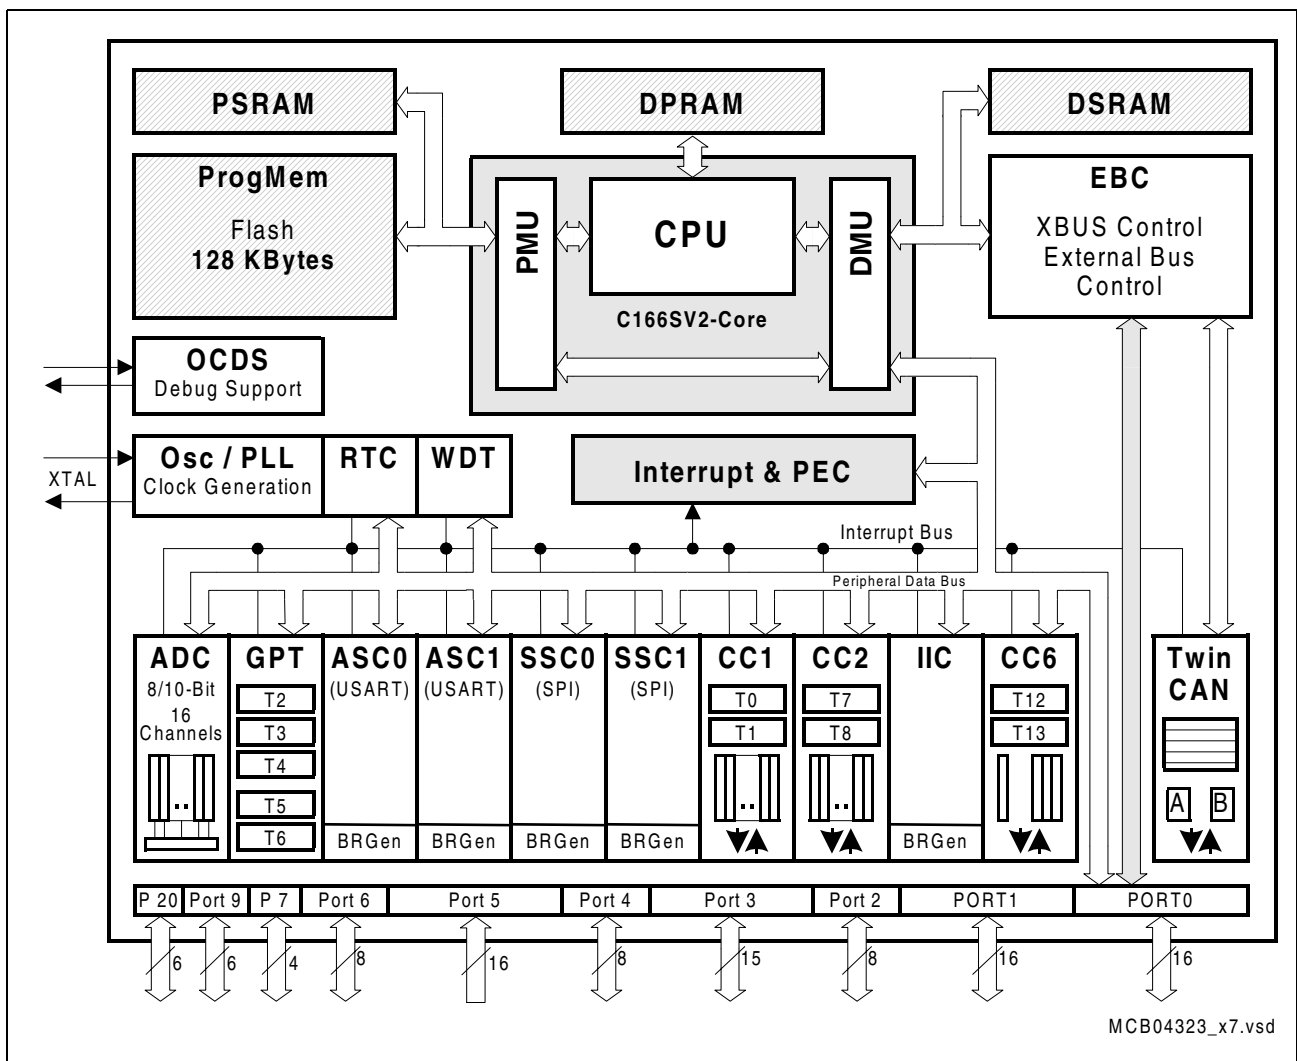 PSRAM
DPRAM
DSRAM
ProgMem
Flash
128 KBytes
PMU
CPU
DMU
C166SV2-Core
EBC
XBUS Control
External Bus
Control
OCDS
Debug Support
Osc / PLL
Clock Generation
RTC
WDT
XTAL
Interrupt & PEC
Interrupt Bus
Peripheral Data Bus
ADC
8/10-Bit
16
Channels
GPT
T2
T3
T4
T5
T6
ASC0
(USART)
BRGen
ASC1
(USART)
BRGen
SSC0
(SPI)
BRGen
SSC1
(SPI)
BRGen
CC1
T0
T1
CC2
T7
T8
IIC
BRGen
CC6
T12
T13
Twin
CAN
A
B
P 20
Port 9
P 7
Port 6
Port 5
Port 4
Port 3
Port 2
PORT1
PORT0
6
6
4
8
16
8
15
8
16
16
MCB04323_x7.vsd